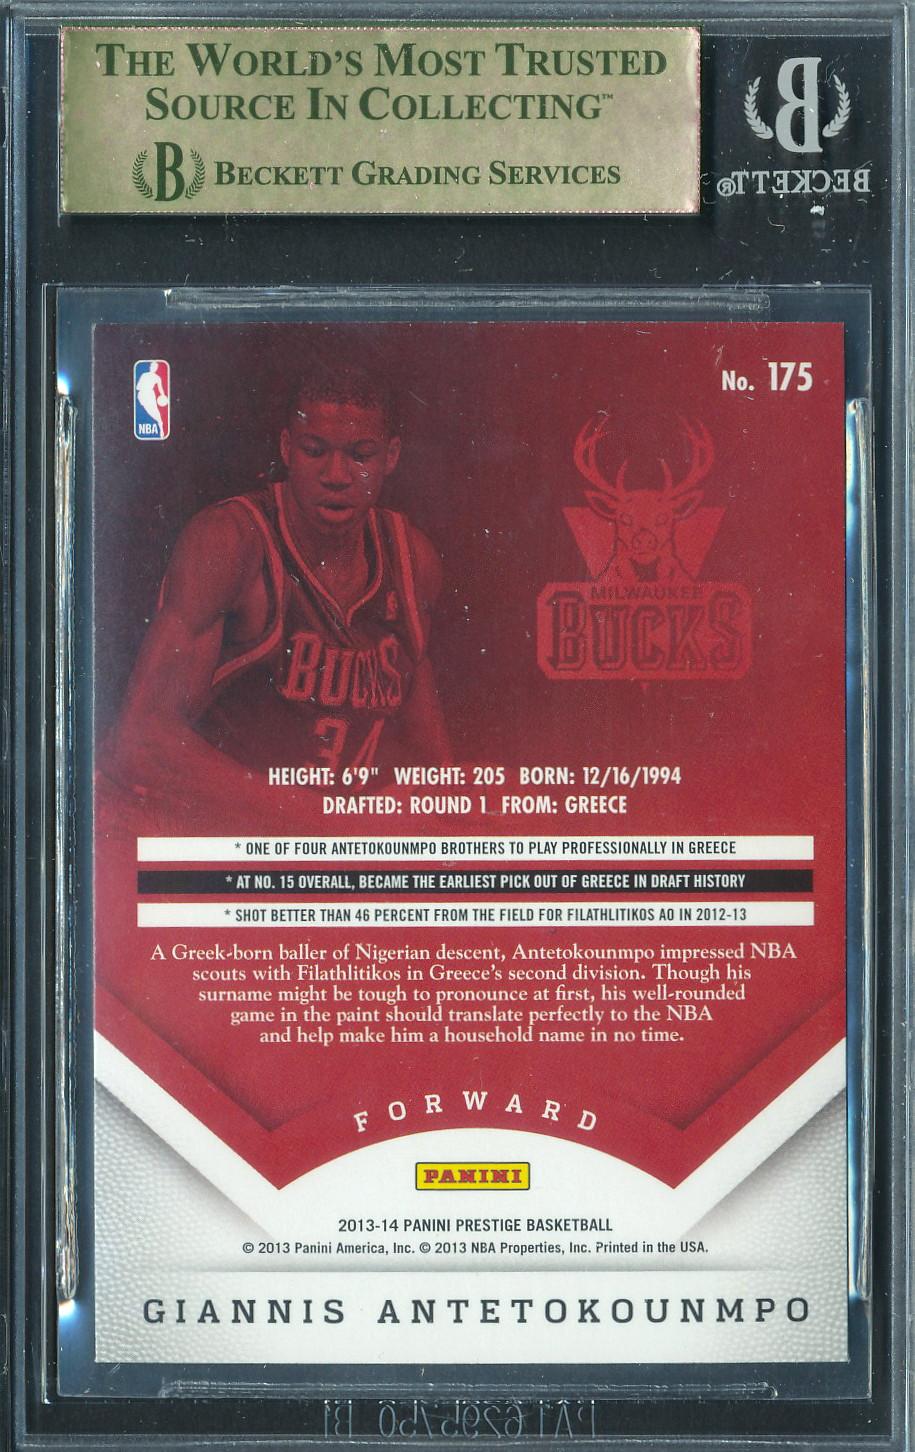 THE WORLD'S MOST TRUSTED
SOURCE IN COLLECTING™
B BECKETT GRADING SERVICES
B
BECKETT®
NBA
No. 175
MILWAUKEE
BUCKS
BUCKS
34
HEIGHT: 6'9" WEIGHT: 205 BORN: 12/16/1994
DRAFTED: ROUND 1 FROM: GREECE
* ONE OF FOUR ANTETOKOUNMPO BROTHERS TO PLAY PROFESSIONALLY IN GREECE
* AT NO. 15 OVERALL, BECAME THE EARLIEST PICK OUT OF GREECE IN DRAFT HISTORY
* SHOT BETTER THAN 46 PERCENT FROM THE FIELD FOR FILATHLITIKOS AO IN 2012-13
A Greek-born baller of Nigerian descent, Antetokounmpo impressed NBA
scouts with Filathlitikos in Greece's second division. Though his
surname might be tough to pronounce at first, his well-rounded
game in the paint should translate perfectly to the NBA
and help make him a household name in no time.
FORWARD
PANINI
2013-14 PANINI PRESTIGE BASKETBALL
© 2013 Panini America, Inc. © 2013 NBA Properties, Inc. Printed in the USA.
GIANNIS ANTETOKOUNMPO